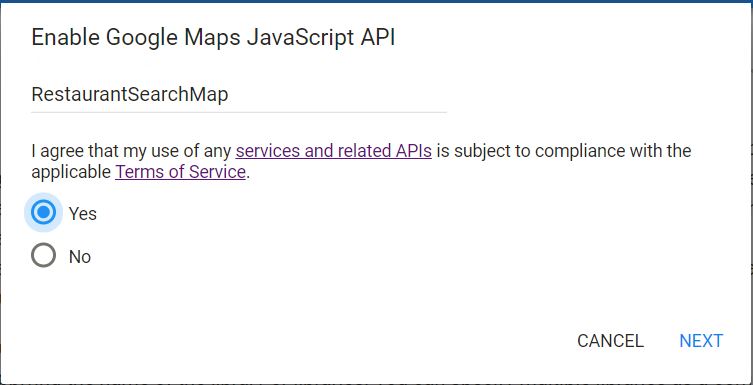 Enable Google Maps JavaScript API
RestaurantSearchMap
I agree that my use of any services and related APIs is subject to compliance with the
applicable Terms of Service.
Yes
No
CANCEL NEXT